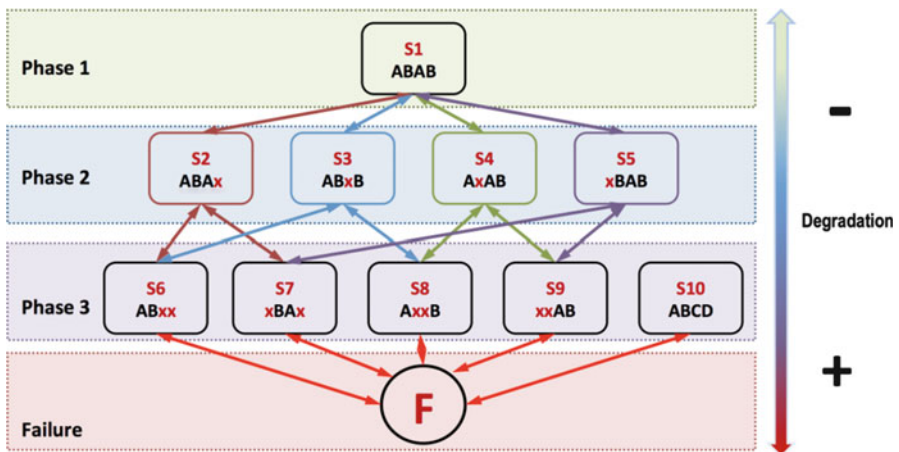 Phase 1
S1
ABAB
Phase 2
S2
ABAx
S3
ABxB
S4
AxAB
S5
xBAB
Phase 3
S6
ABxx
S7
xBAx
S8
AxxB
S9
xxAB
S10
ABCD
Failure
F
-
Degradation
+